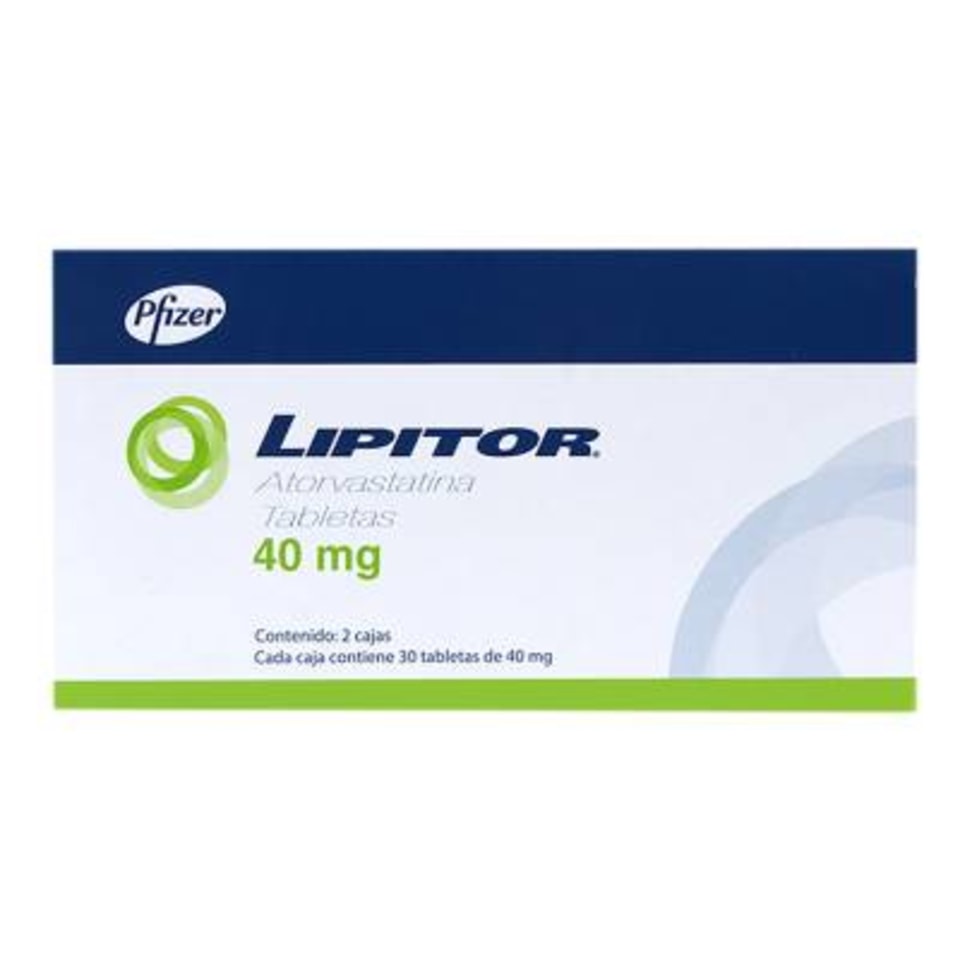 Pfizer
LIPITOR®
Atorvastatina
Tabletas
40 mg
Contenido: 2 cajas
Cada caja contiene 30 tabletas de 40 mg